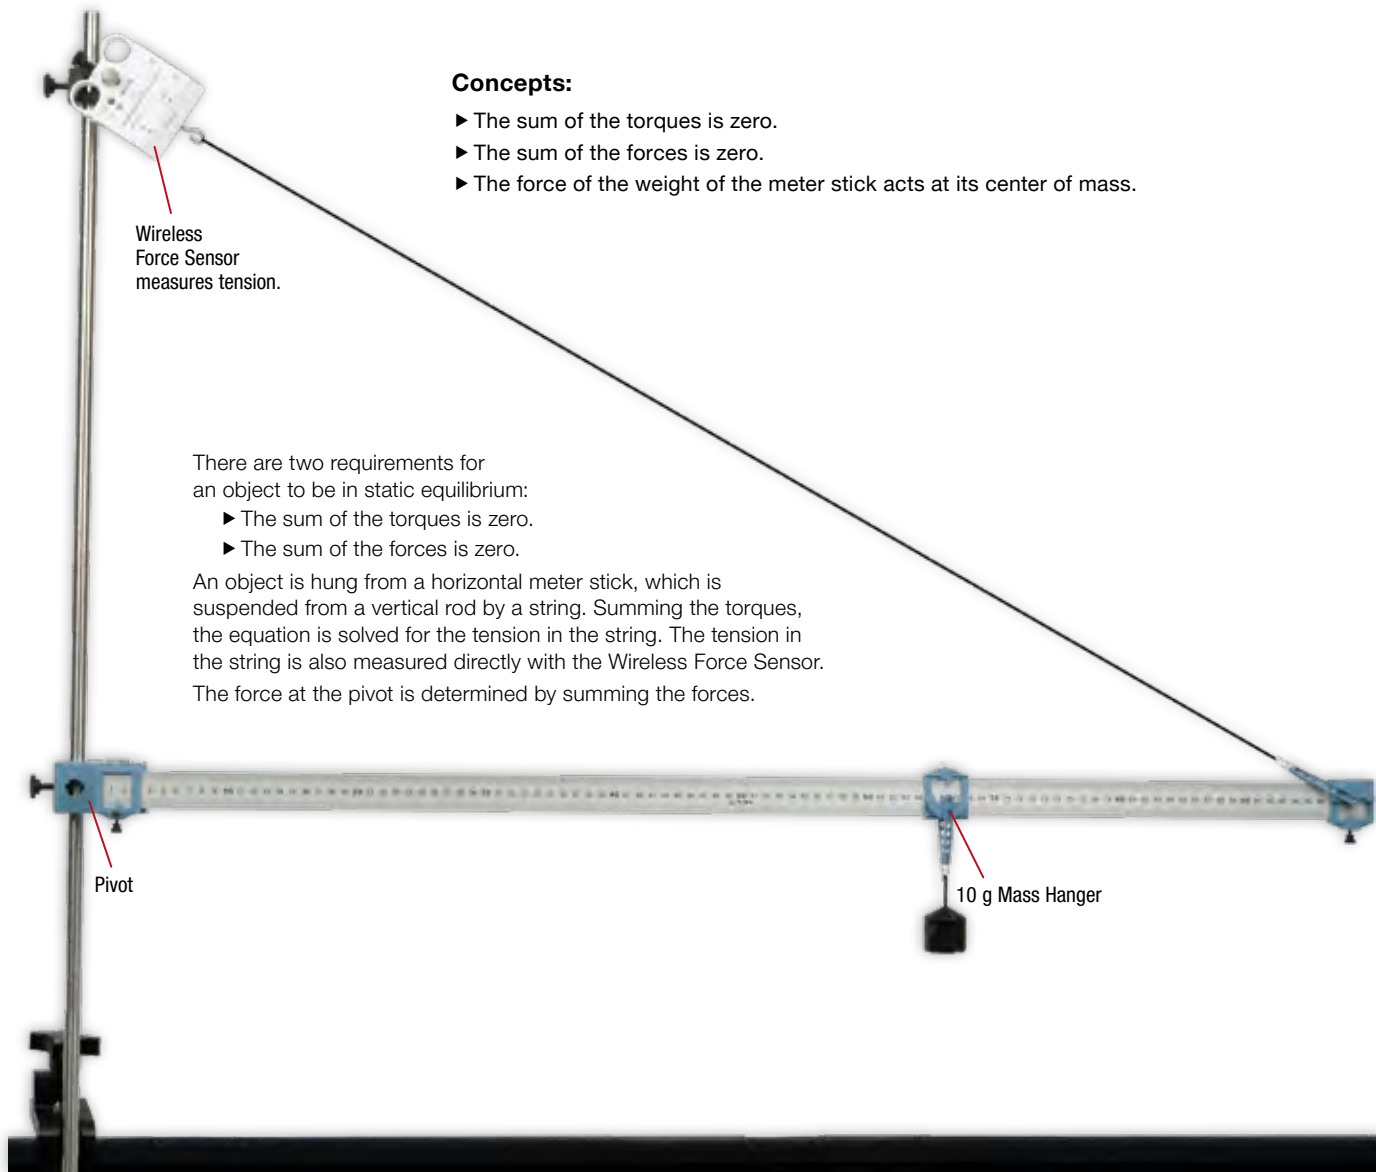 Concepts:
▶ The sum of the torques is zero.
▶ The sum of the forces is zero.
▶ The force of the weight of the meter stick acts at its center of mass.
Wireless
Force Sensor
measures tension.
There are two requirements for
an object to be in static equilibrium:
▶ The sum of the torques is zero.
▶ The sum of the forces is zero.
An object is hung from a horizontal meter stick, which is
suspended from a vertical rod by a string. Summing the torques,
the equation is solved for the tension in the string. The tension in
the string is also measured directly with the Wireless Force Sensor.
The force at the pivot is determined by summing the forces.
Pivot
10 g Mass Hanger